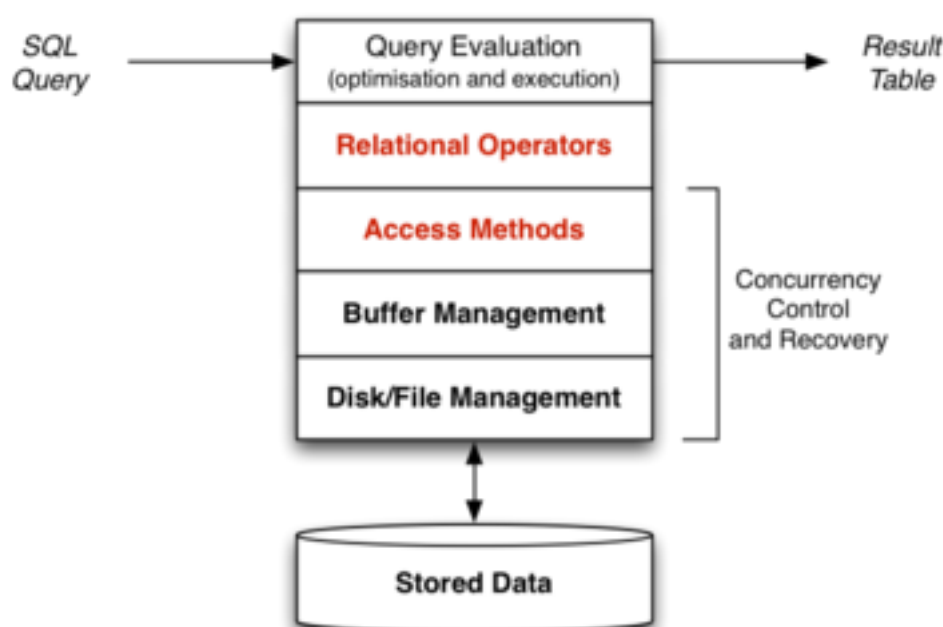 SQL
Query
Query Evaluation
(optimisation and execution)
Result
Table
Relational Operators
Access Methods
Buffer Management
Disk/File Management
Concurrency
Control
and Recovery
Stored Data